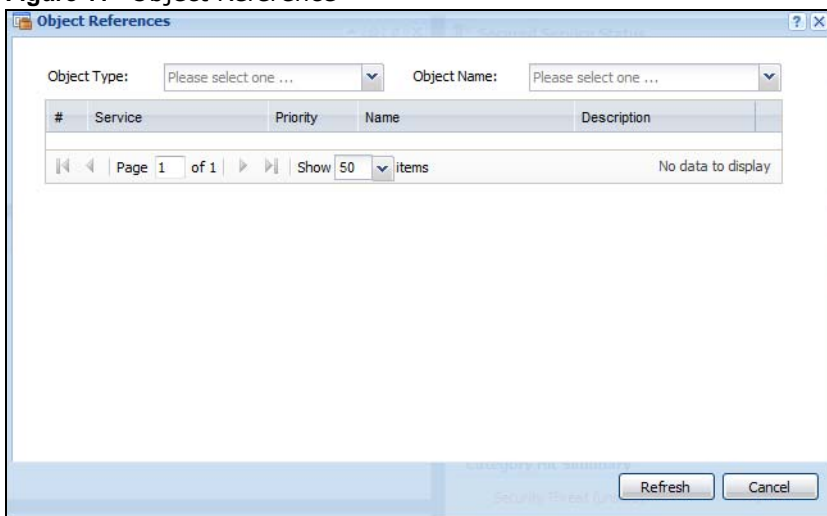 Object References
Object Type: Please select one ... Object Name: Please select one ...
# Service Priority Name Description
Page 1 of 1 Show 50 items No data to display
Refresh Cancel